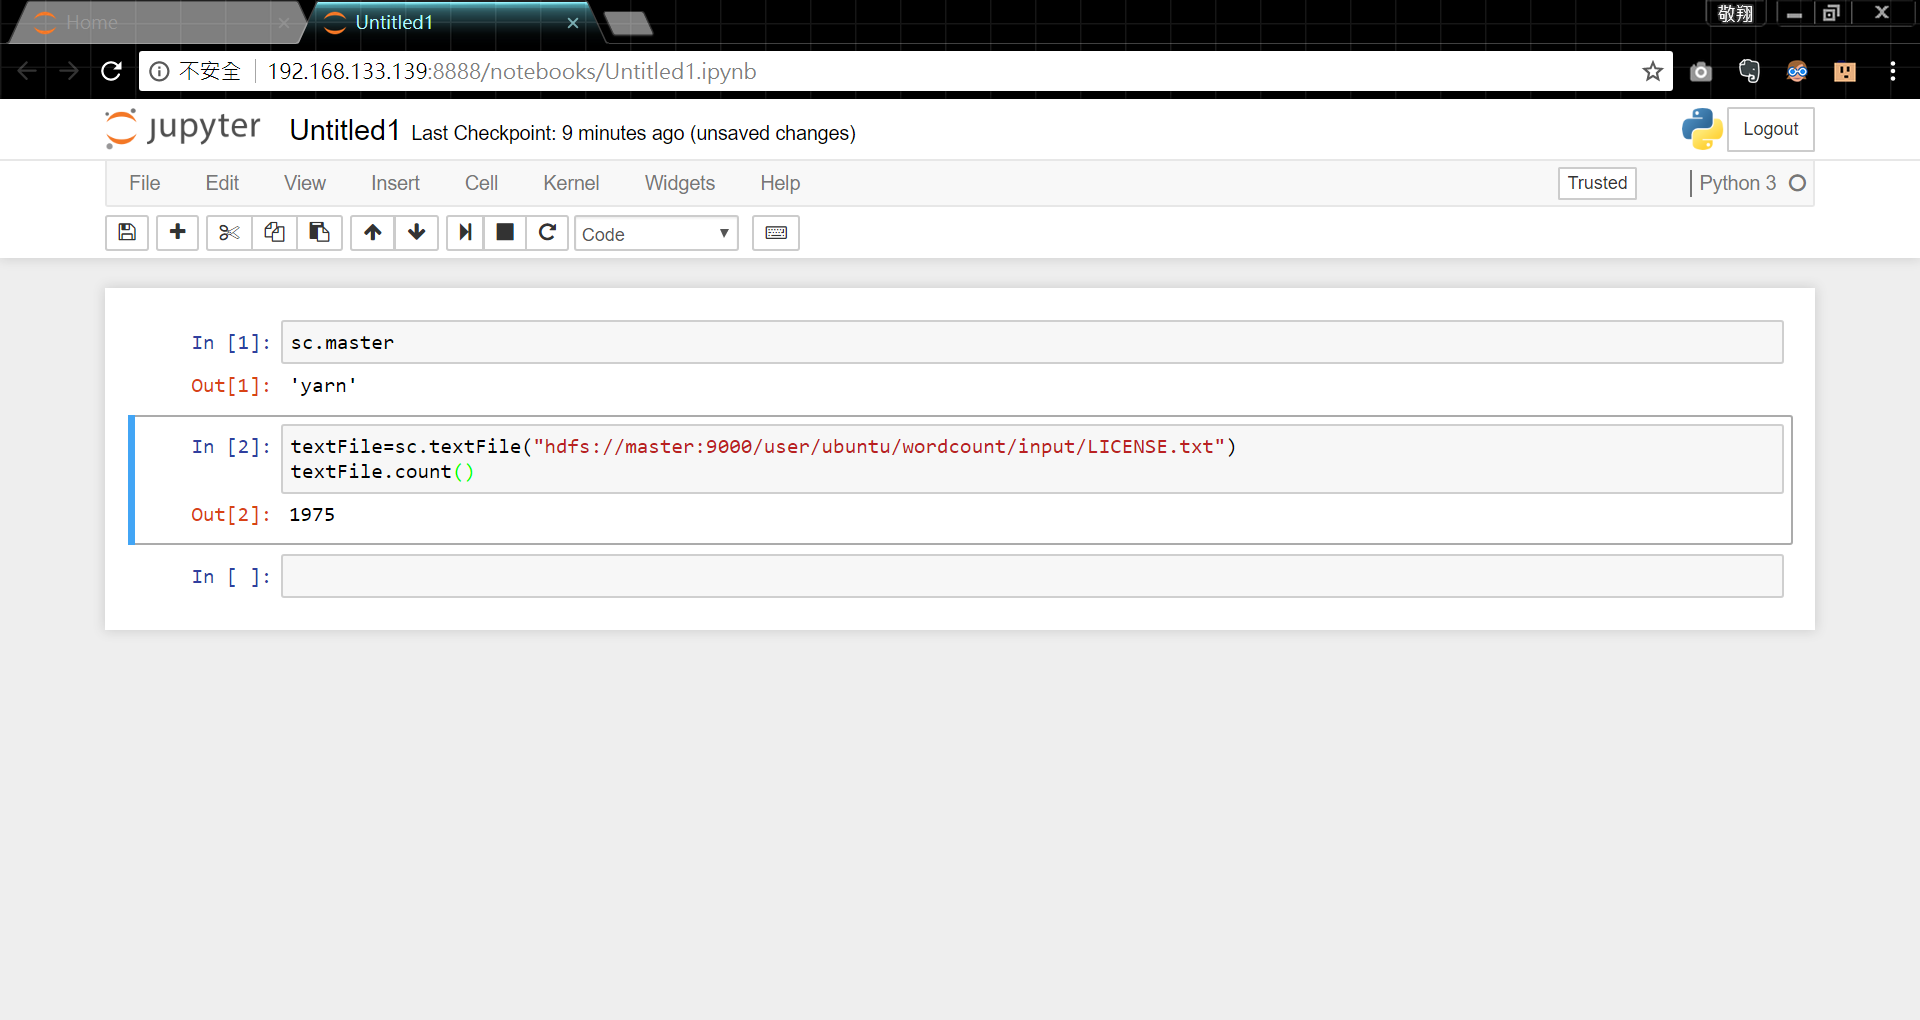 Home
Untitled1
敬翔
不安全 192.168.133.139:8888/notebooks/Untitled1.ipynb
jupyter Untitled1 Last Checkpoint: 9 minutes ago (unsaved changes)
Logout
File Edit View Insert Cell Kernel Widgets Help
Trusted Python 3
Code
In [1]: sc.master
Out[1]: 'yarn'
In [2]: textFile=sc.textFile("hdfs://master:9000/user/ubuntu/wordcount/input/LICENSE.txt")
textFile.count()
Out[2]: 1975
In [ ]: